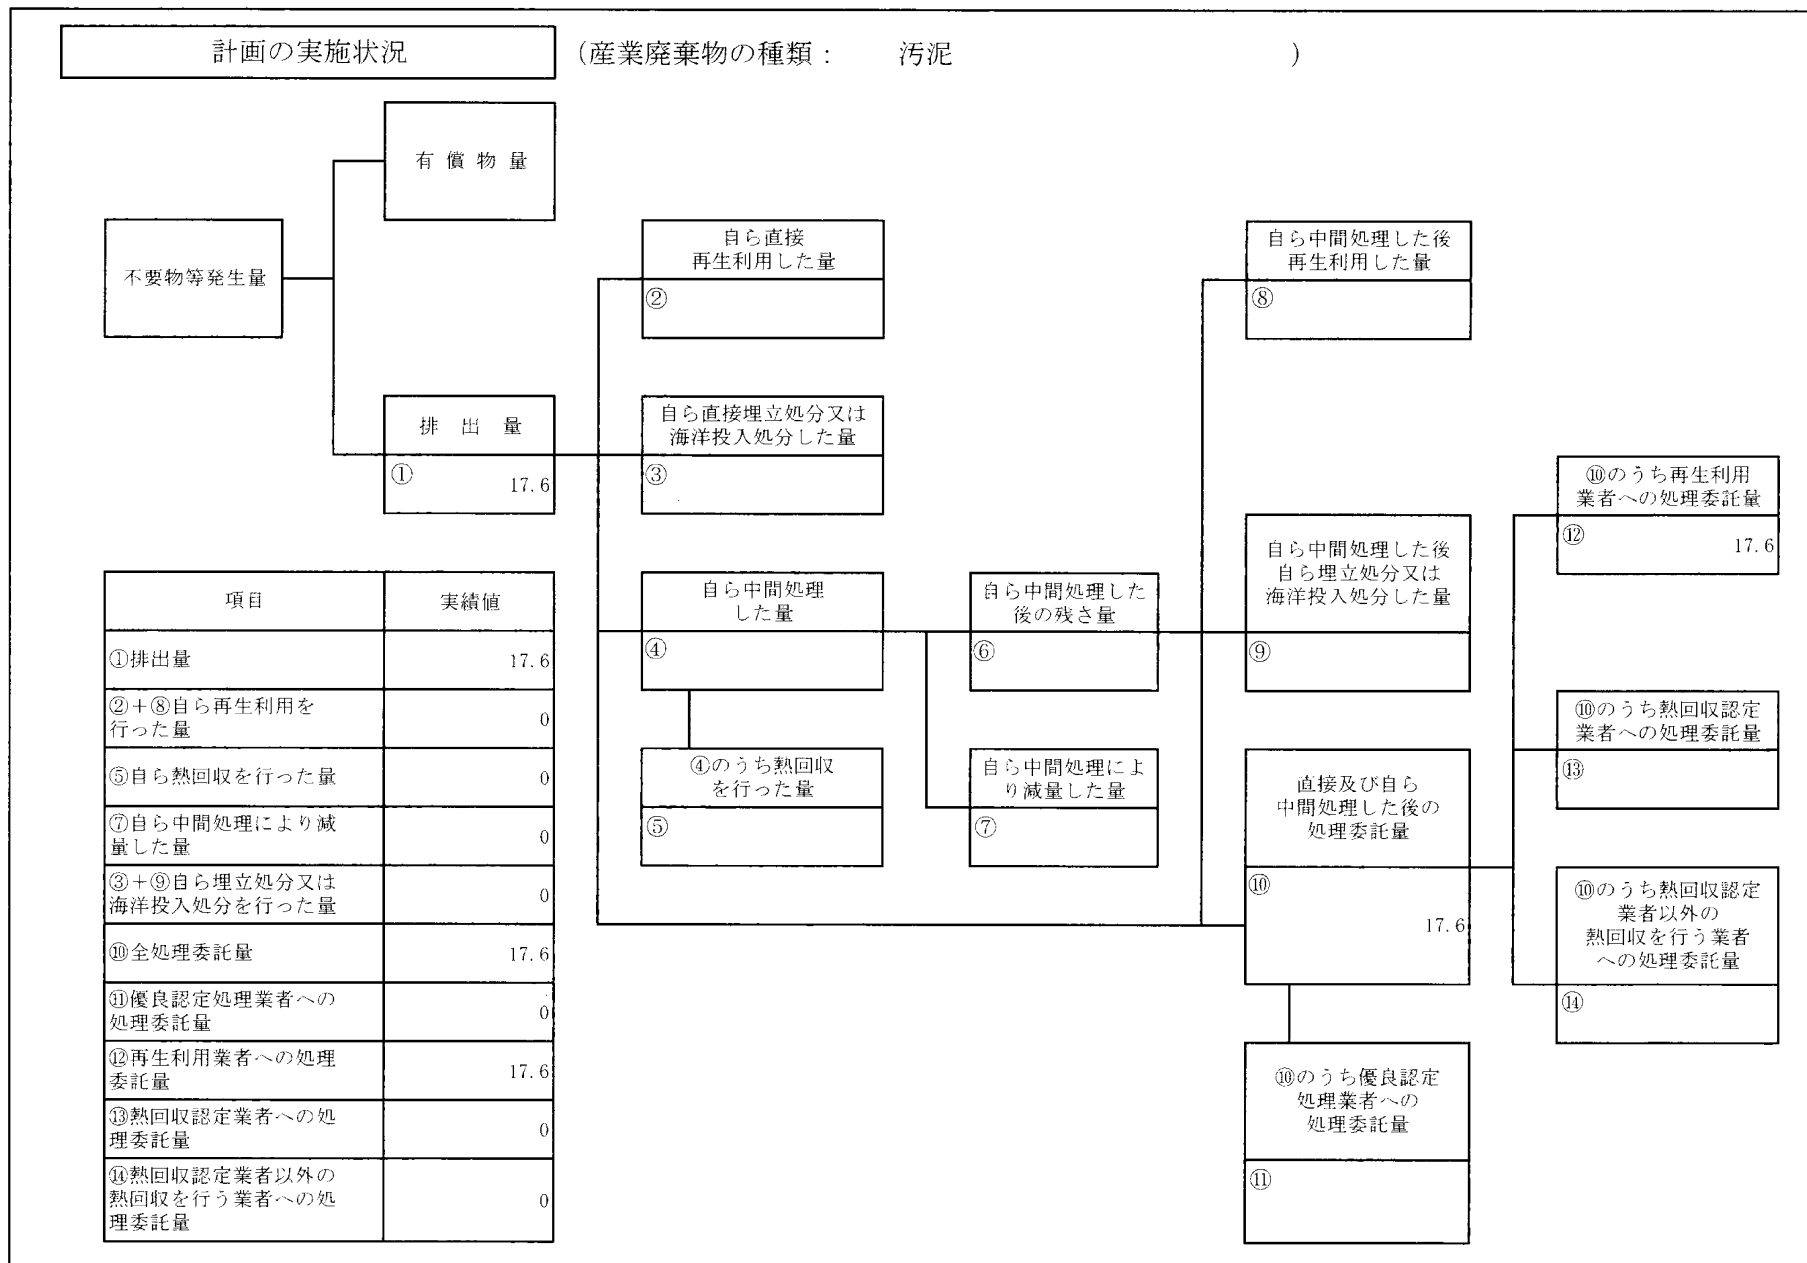 計画の実施状況
（産業廃棄物の種類： 汚泥 ）
有償物量
不要物等発生量
排出量
① 17.6
自ら直接
再生利用した量
②
自ら直接埋立処分又は
海洋投入処分した量
③
自ら中間処理
した量
④
④のうち熱回収
を行った量
⑤
自ら中間処理した
後の残さ量
⑥
自ら中間処理によ
り減量した量
⑦
自ら中間処理した後
再生利用した量
⑧
自ら中間処理した後
自ら埋立処分又は
海洋投入処分した量
⑨
直接及び自ら
中間処理した後の
処理委託量
⑩
17.6
⑩のうち優良認定
処理業者への
処理委託量
⑪
⑩のうち再生利用
業者への処理委託量
⑫ 17.6
⑩のうち熱回収認定
業者への処理委託量
⑬
⑩のうち熱回収認定
業者以外の
熱回収を行う業者
への処理委託量
⑭
項目 実績値
①排出量 17.6
②＋⑧自ら再生利用を
行った量 0
⑤自ら熱回収を行った量 0
⑦自ら中間処理により減
量した量 0
③＋⑨自ら埋立処分又は
海洋投入処分を行った量 0
⑩全処理委託量 17.6
⑪優良認定処理業者への
処理委託量 0
⑫再生利用業者への処理
委託量 17.6
⑬熱回収認定業者への処
理委託量 0
⑭熱回収認定業者以外の
熱回収を行う業者への処
理委託量 0